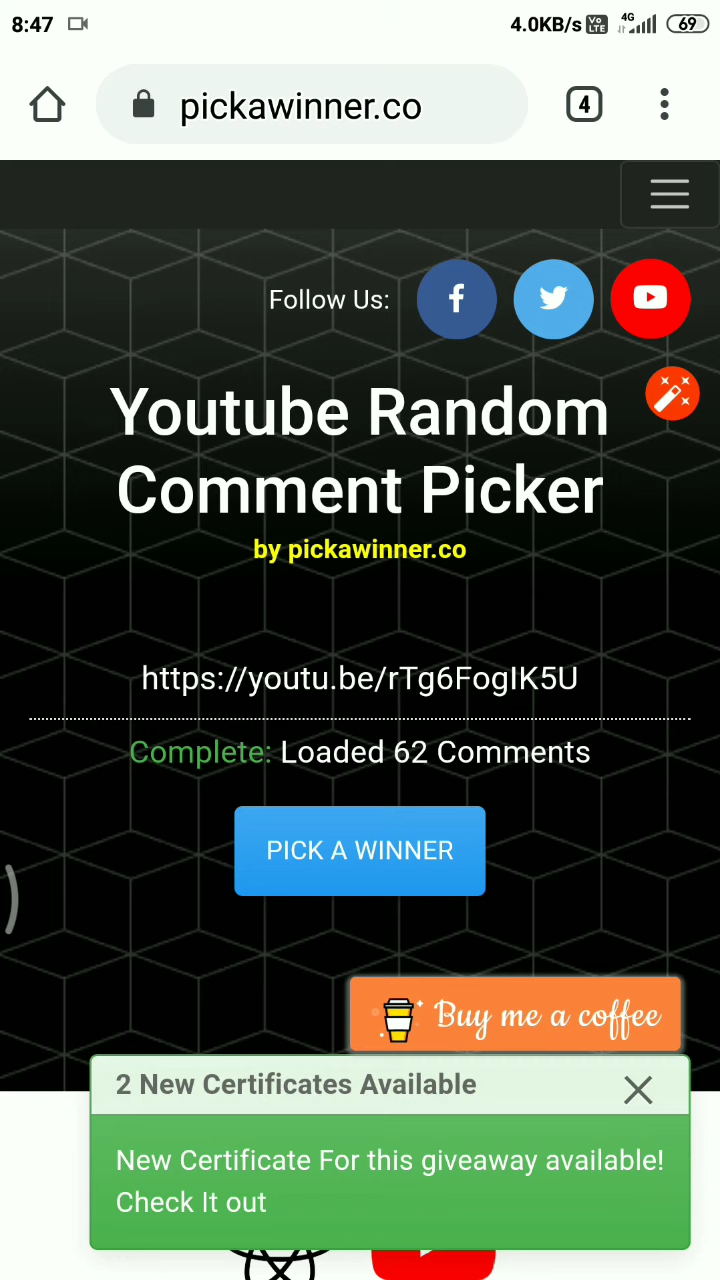 8:47
4.0KB/s Vo LTE 4G 69
pickawinner.co
4
Follow Us:
Youtube Random
Comment Picker
by pickawinner.co
https://youtu.be/rTg6FogIK5U
Complete: Loaded 62 Comments
PICK A WINNER
Buy me a coffee
2 New Certificates Available
New Certificate For this giveaway available!
Check It out